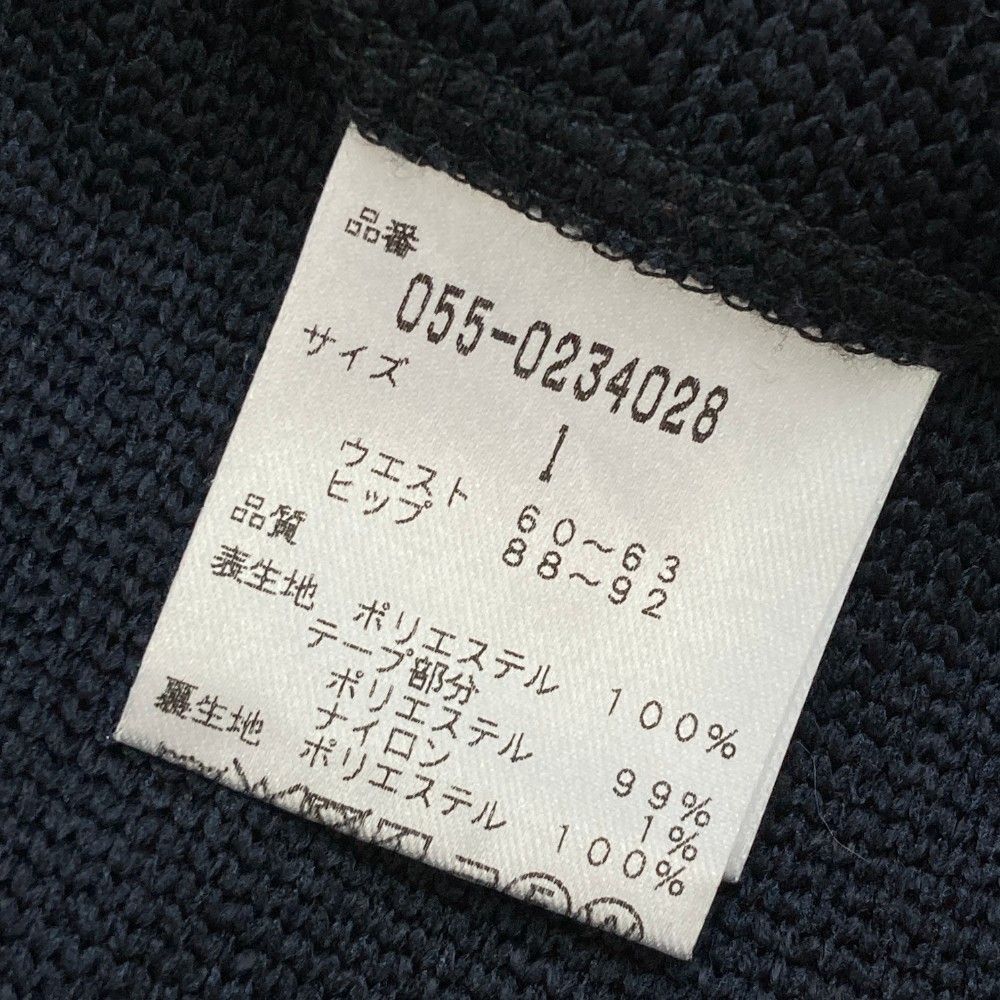 品番
055-0234028
サイズ
1
ウエスト 60〜63
ヒップ 88〜92
品質
表生地 ポリエステル 100%
テープ部分
ポリエステル 99%
ナイロン 1%
裏生地 ポリエステル 100%